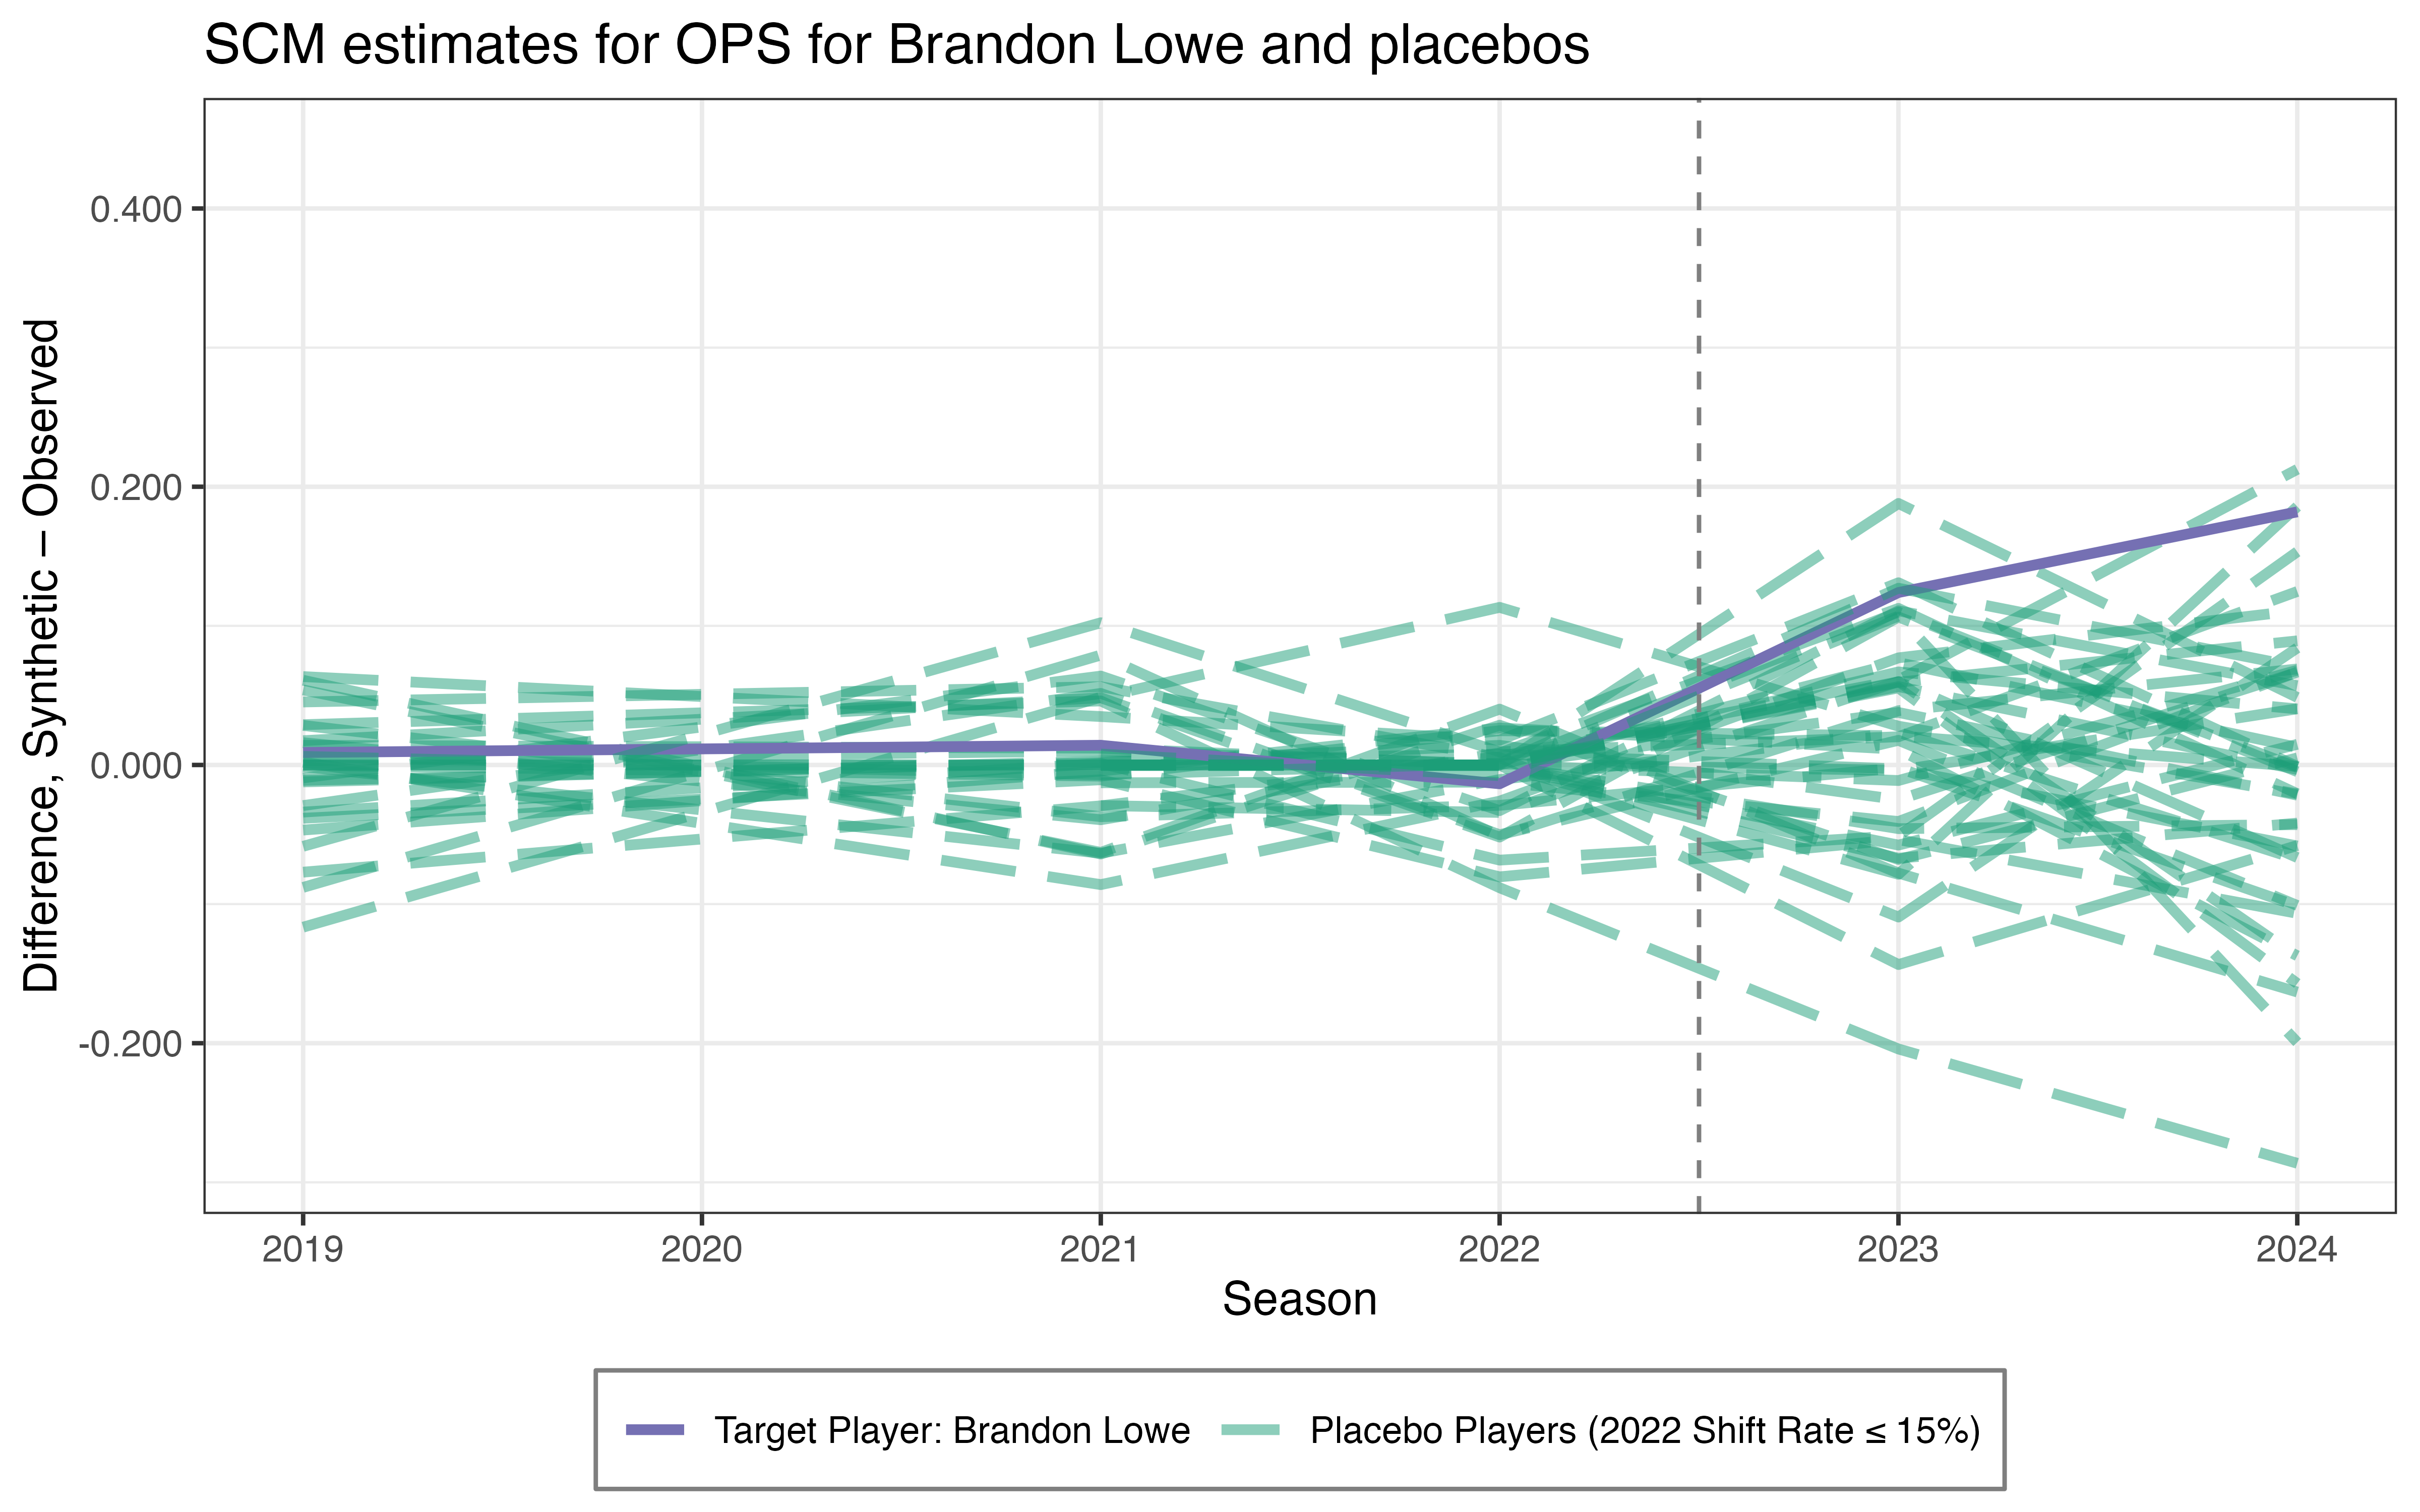 SCM estimates for OPS for Brandon Lowe and placebos
Difference, Synthetic – Observed
0.400
0.200
0.000
-0.200
2019
2020
2021
2022
2023
2024
Season
Target Player: Brandon Lowe
Placebo Players (2022 Shift Rate ≤ 15%)